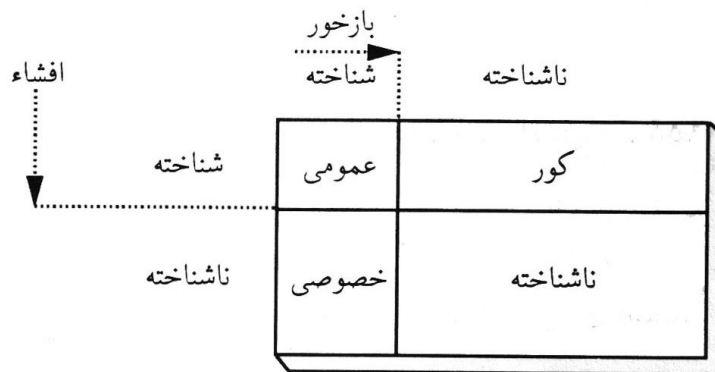 بازخور
ناشناخته شناخته افشاء
کور عمومی شناخته
ناشناخته خصوصی ناشناخته